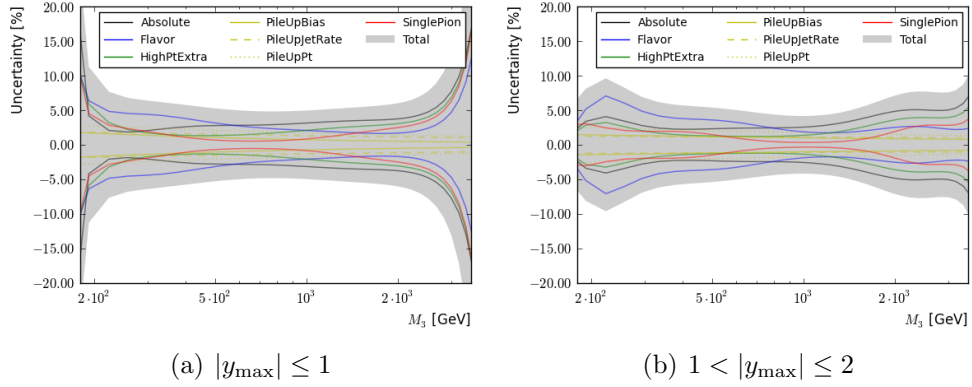 Uncertainty [%]
20.00
15.00
10.00
5.00
0.00
−5.00
−10.00
−15.00
−20.00
Absolute
Flavor
HighPtExtra
PileUpBias
PileUpJetRate
PileUpPt
SinglePion
Total
2·10²
5·10²
10³
2·10³
M₃ [GeV]
(a) |y_max| ≤ 1
Uncertainty [%]
20.00
15.00
10.00
5.00
0.00
−5.00
−10.00
−15.00
−20.00
Absolute
Flavor
HighPtExtra
PileUpBias
PileUpJetRate
PileUpPt
SinglePion
Total
2·10²
5·10²
10³
2·10³
M₃ [GeV]
(b) 1 < |y_max| ≤ 2